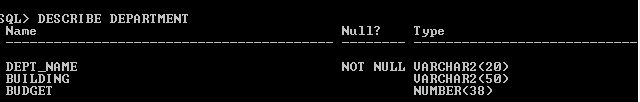 SQL> DESCRIBE DEPARTMENT
Name Null? Type
----------------------------------------- -------- ----------------------------
DEPT_NAME NOT NULL VARCHAR2(20)
BUILDING VARCHAR2(50)
BUDGET NUMBER(38)